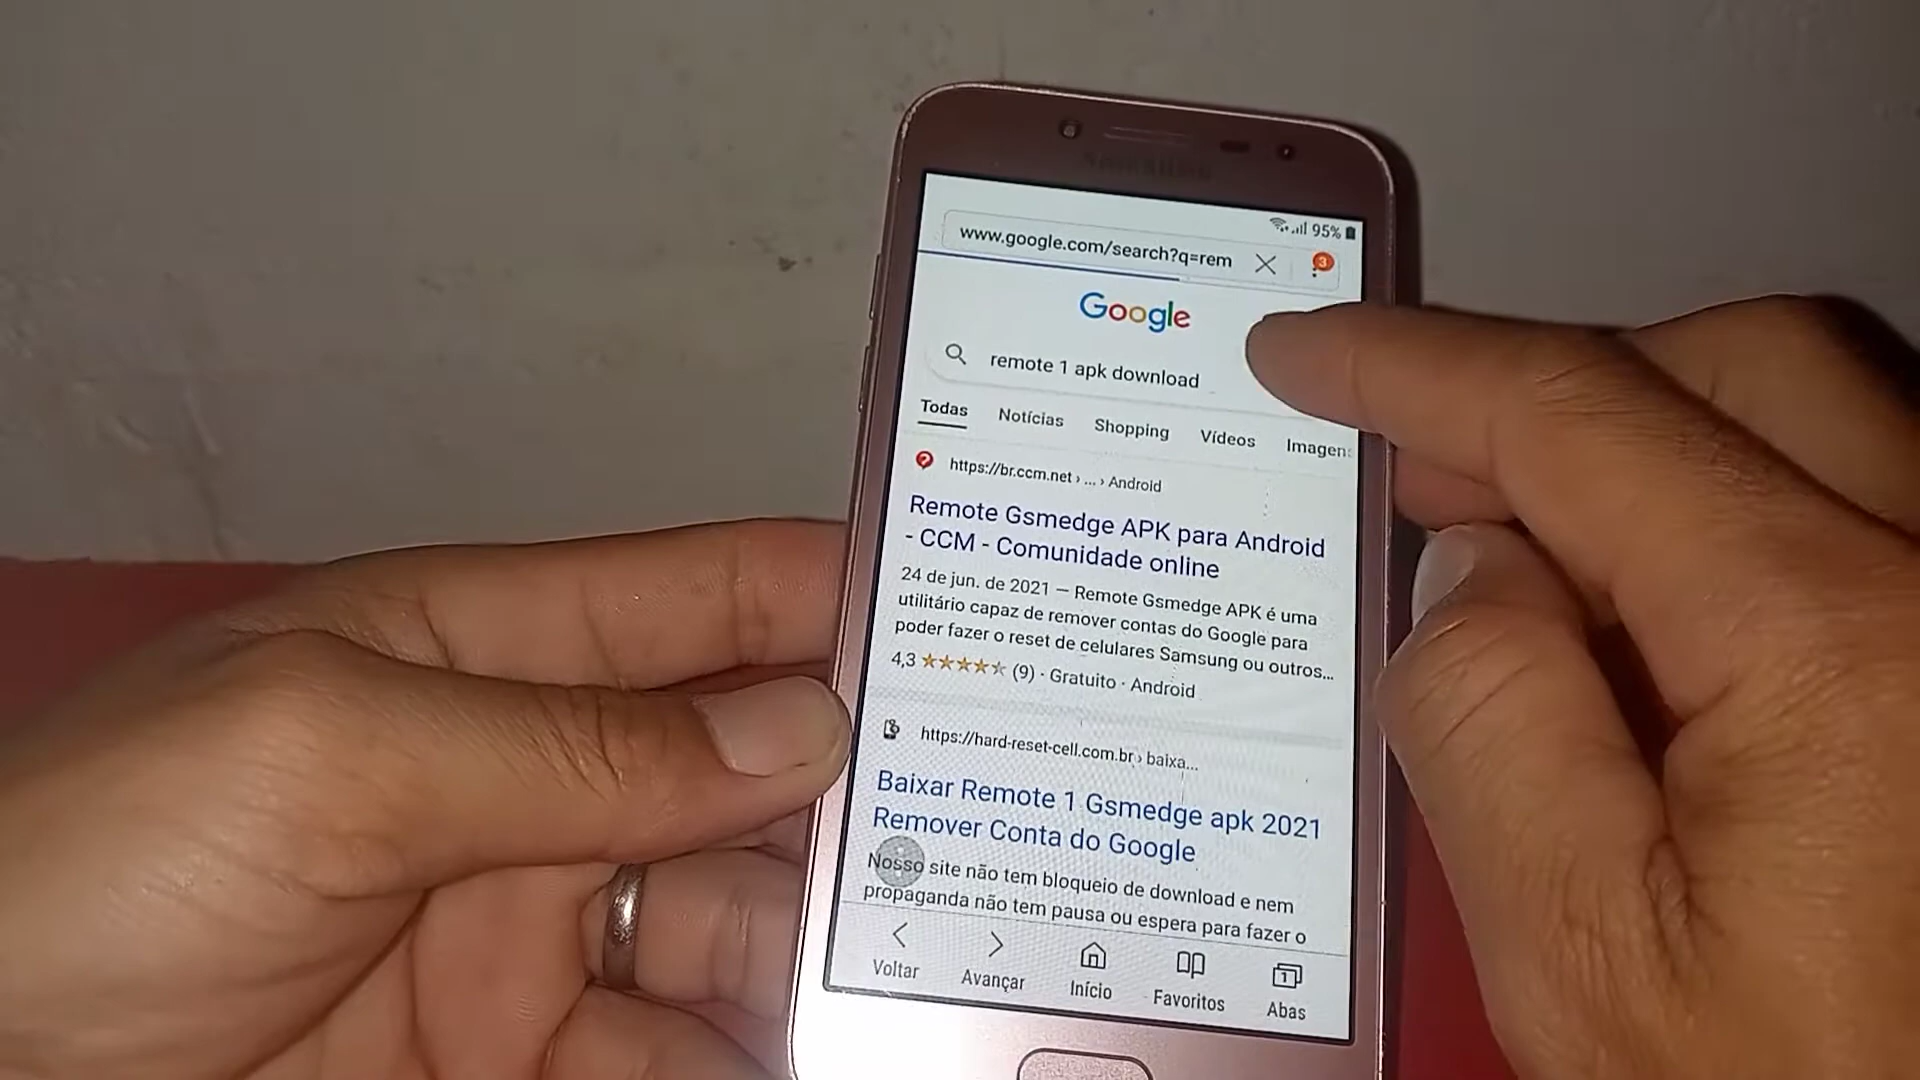 SAMSUNG
95%
www.google.com/search?q=rem
3
Google
remote 1 apk download
Todas Notícias Shopping Vídeos Imagens
https://br.ccm.net › ... › Android
Remote Gsmedge APK para Android
- CCM - Comunidade online
24 de jun. de 2021 — Remote Gsmedge APK é uma
utilitário capaz de remover contas do Google para
poder fazer o reset de celulares Samsung ou outros...
4,3 (9) · Gratuito · Android
https://hard-reset-cell.com.br › baixa...
Baixar Remote 1 Gsmedge apk 2021
Remover Conta do Google
Nosso site não tem bloqueio de download e nem
propaganda não tem pausa ou espera para fazer o
1
Voltar Avançar Início Favoritos Abas